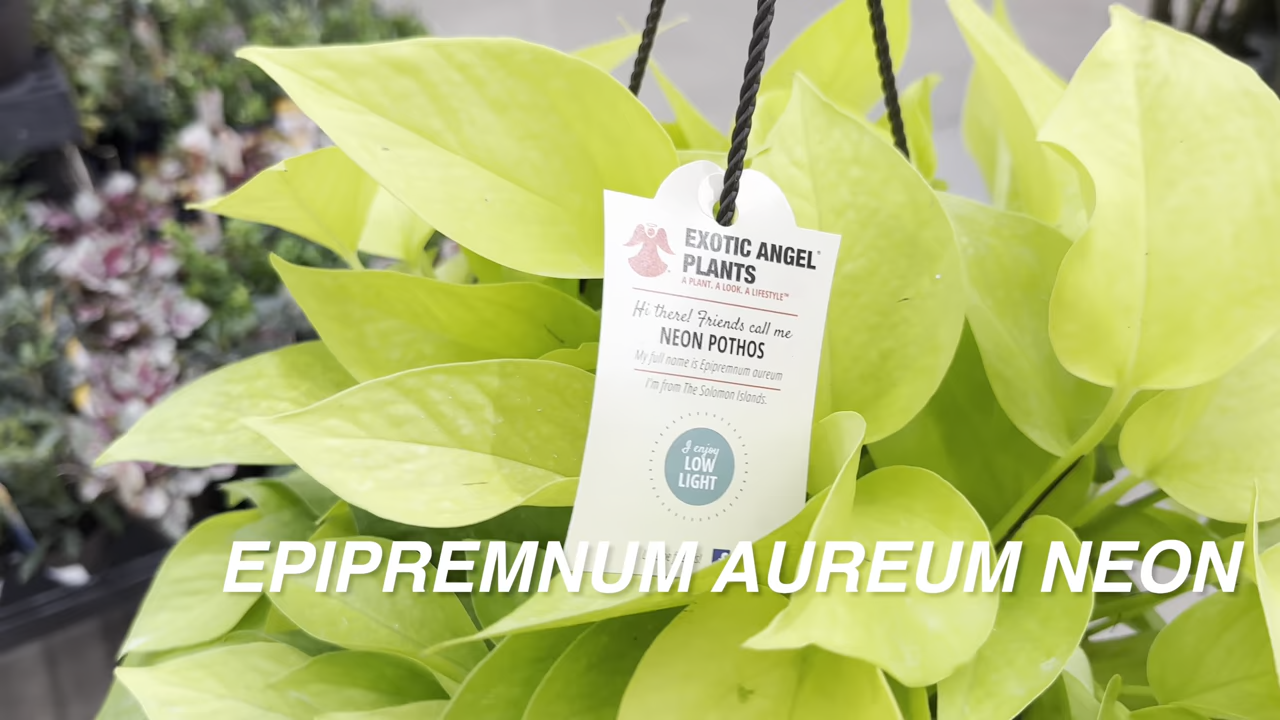 EXOTIC ANGEL®
PLANTS
A PLANT. A LOOK. A LIFESTYLE™
Hi there! Friends call me
NEON POTHOS
My full name is Epipremnum aureum
I'm from The Solomon Islands.
I enjoy
LOW
LIGHT
EPIPREMNUM AUREUM NEON